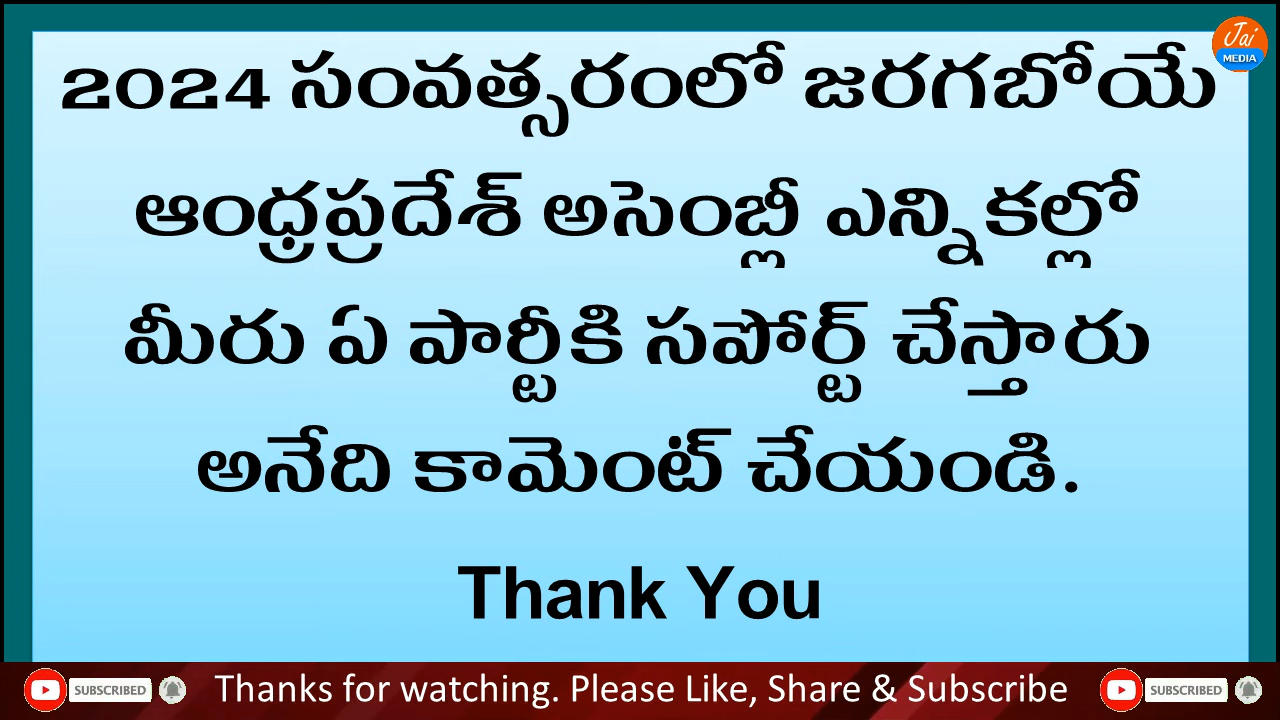 Jai
MEDIA
2024 సంవత్సరంలో జరగబోయే
ఆంధ్రప్రదేశ్ అసెంబ్లీ ఎన్నికల్లో
మీరు ఏ పార్టీకి సపోర్ట్ చేస్తారు
అనేది కామెంట్ చేయండి.
Thank You
SUBSCRIBED Thanks for watching. Please Like, Share & Subscribe SUBSCRIBED